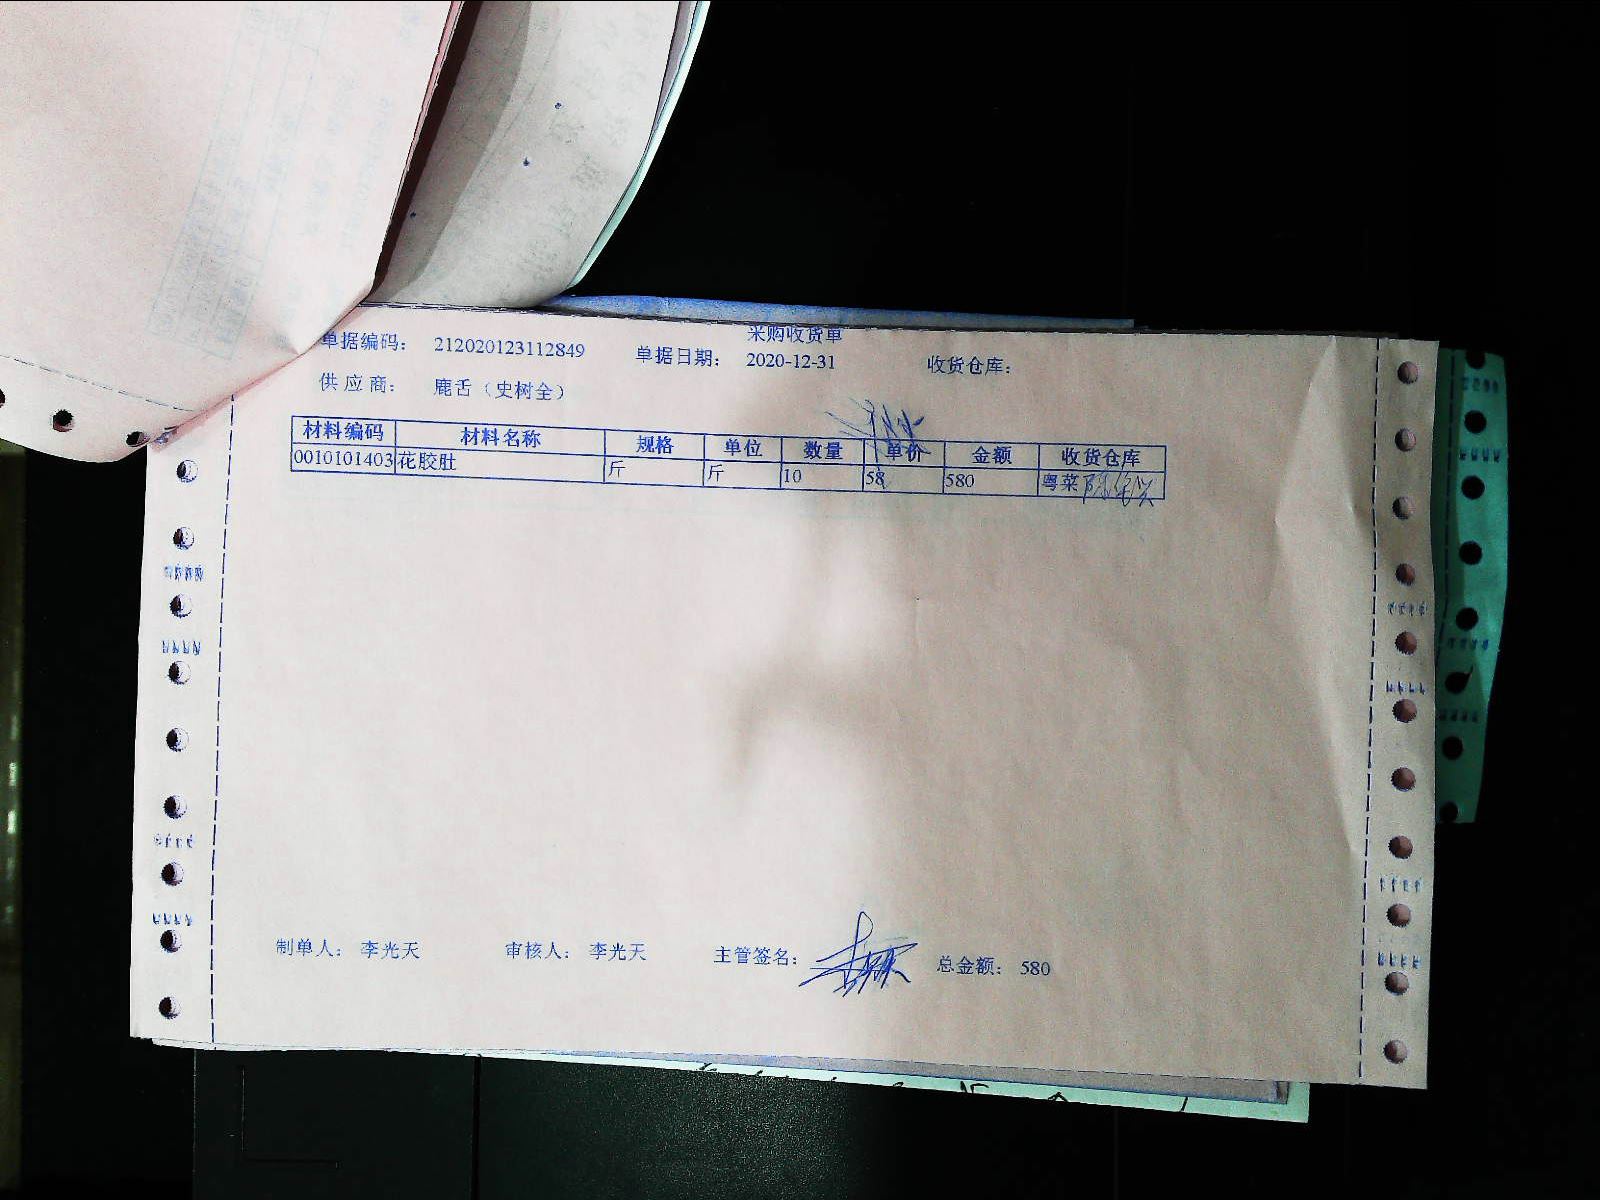 采购收货单
单据编码： 212020123112849 单据日期： 2020-12-31 收货仓库：
供应商： 鹿舌（史树全）
材料编码 材料名称 规格 单位 数量 单价 金额 收货仓库
0010101403 花胶肚 斤 斤 10 58 580 粤菜
制单人： 李光天 审核人： 李光天 主管签名： 总金额： 580